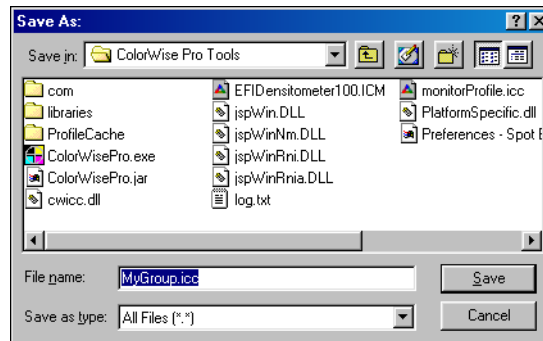 Save As:
Save in: ColorWise Pro Tools
com
libraries
ProfileCache
ColorWisePro.exe
ColorWisePro.jar
cwicc.dll
EFIDensitometer100.ICM
jspWin.DLL
jspWinNm.DLL
jspWinRni.DLL
jspWinRnia.DLL
log.txt
monitorProfile.icc
PlatformSpecific.dll
Preferences - Spot
File name: MyGroup.icc
Save
Save as type: All Files (*.*)
Cancel